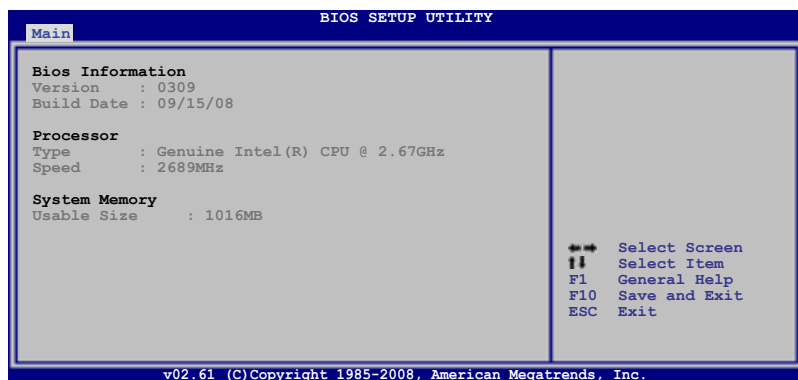 BIOS SETUP UTILITY
Main
Bios Information
Version : 0309
Build Date : 09/15/08
Processor
Type : Genuine Intel(R) CPU @ 2.67GHz
Speed : 2689MHz
System Memory
Usable Size : 1016MB
←→ Select Screen
↑↓ Select Item
F1 General Help
F10 Save and Exit
ESC Exit
v02.61 (C)Copyright 1985-2008, American Megatrends, Inc.